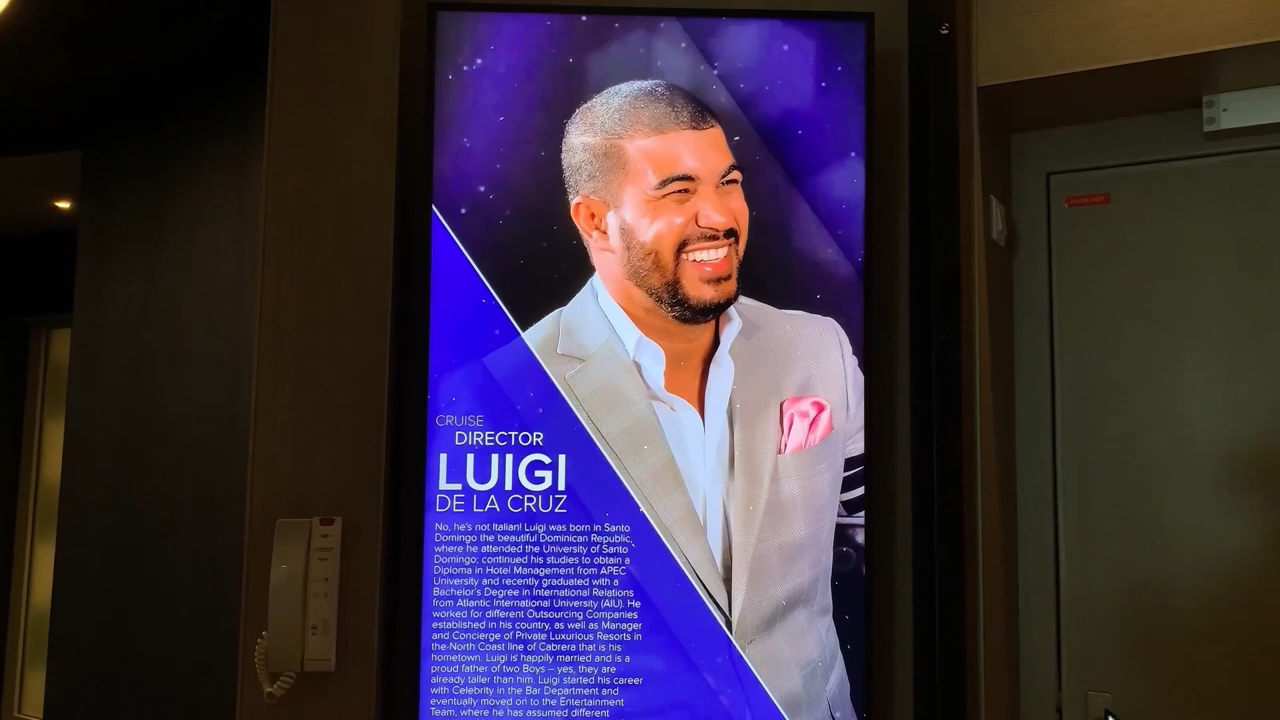 CRUISE
DIRECTOR
LUIGI
DE LA CRUZ
No, he's not Italian! Luigi was born in Santo
Domingo the beautiful Dominican Republic,
where he attended the University of Santo
Domingo; continued his studies to obtain a
Diploma in Hotel Management from APEC
University and recently graduated with a
Bachelor's Degree in International Relations
from Atlantic International University (AIU). He
worked for different Outsourcing Companies
established in his country, as well as Manager
and Concierge of Private Luxurious Resorts in
the North Coast line of Cabrera that is his
hometown. Luigi is happily married and is a
proud father of two Boys – yes, they are
already taller than him. Luigi started his career
with Celebrity in the Bar Department and
eventually moved on to the Entertainment
Team, where he has assumed different